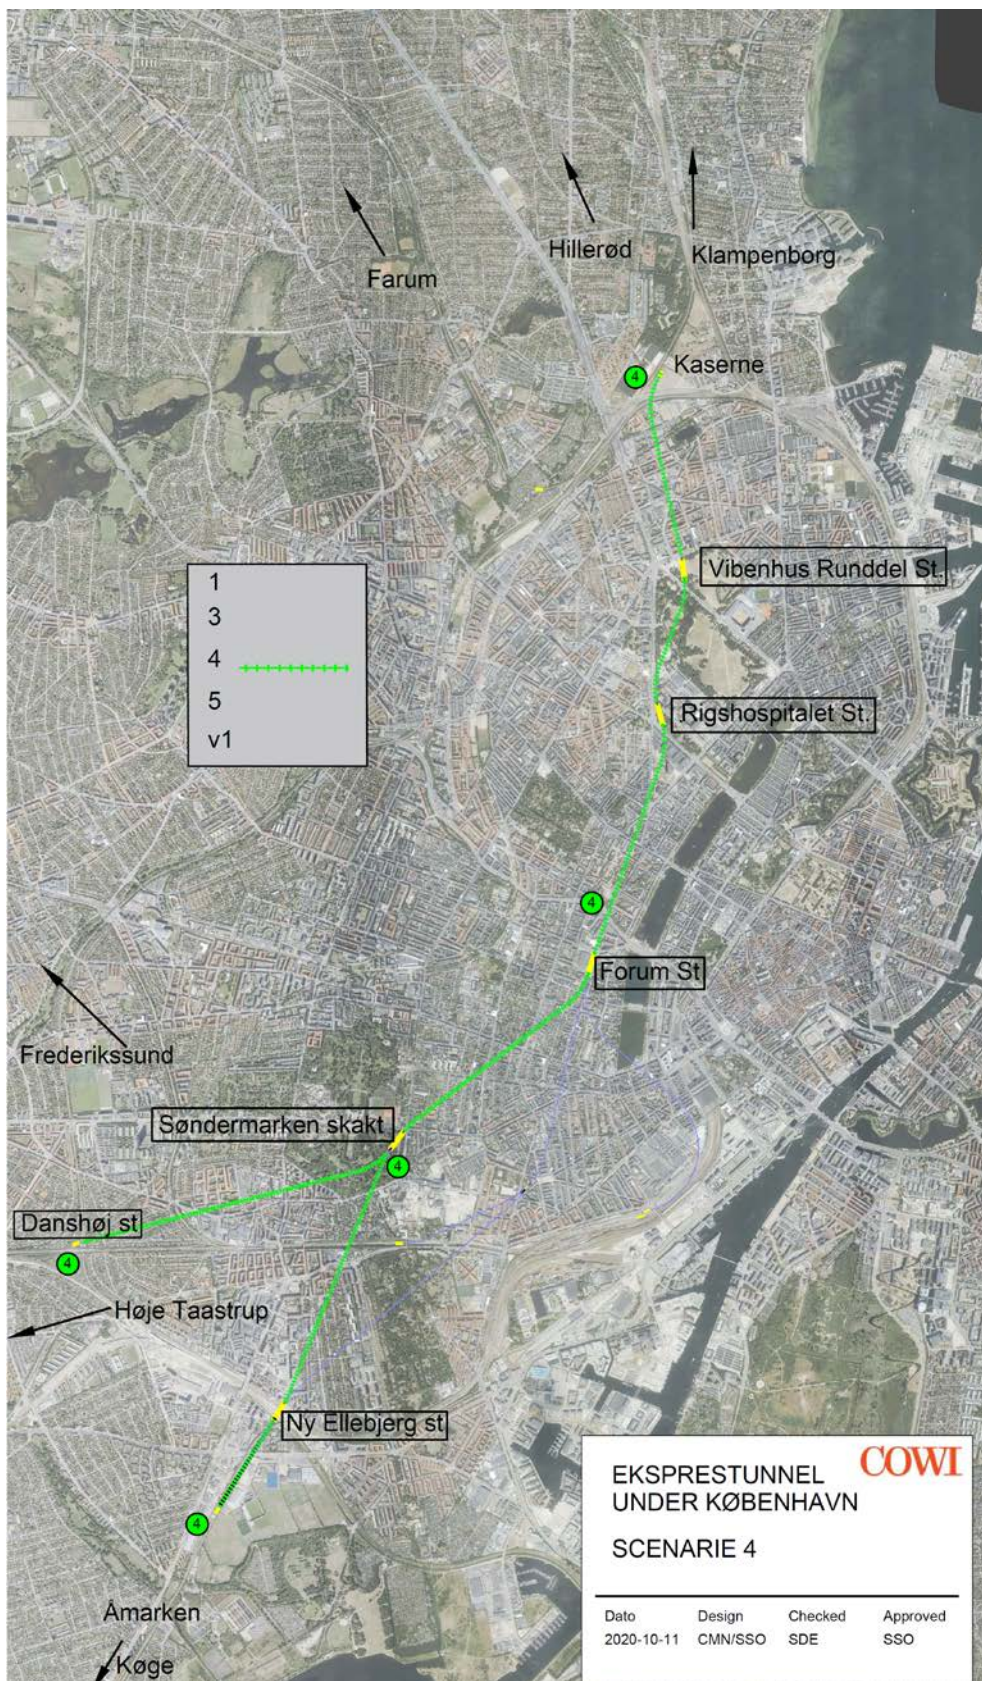 Hillerød
Klampenborg
Farum
4
Kaserne
Vibenhus Runddel St.
1
3
4
5
v1
Rigshospitalet St.
4
Forum St
Frederikssund
Søndermarken skakt
4
Danshøj st
4
Høje Taastrup
Ny Ellebjerg st
4
Åmarken
Køge
COWI
EKSPRESTUNNEL
UNDER KØBENHAVN
SCENARIE 4
Dato Design Checked Approved
2020-10-11 CMN/SSO SDE SSO